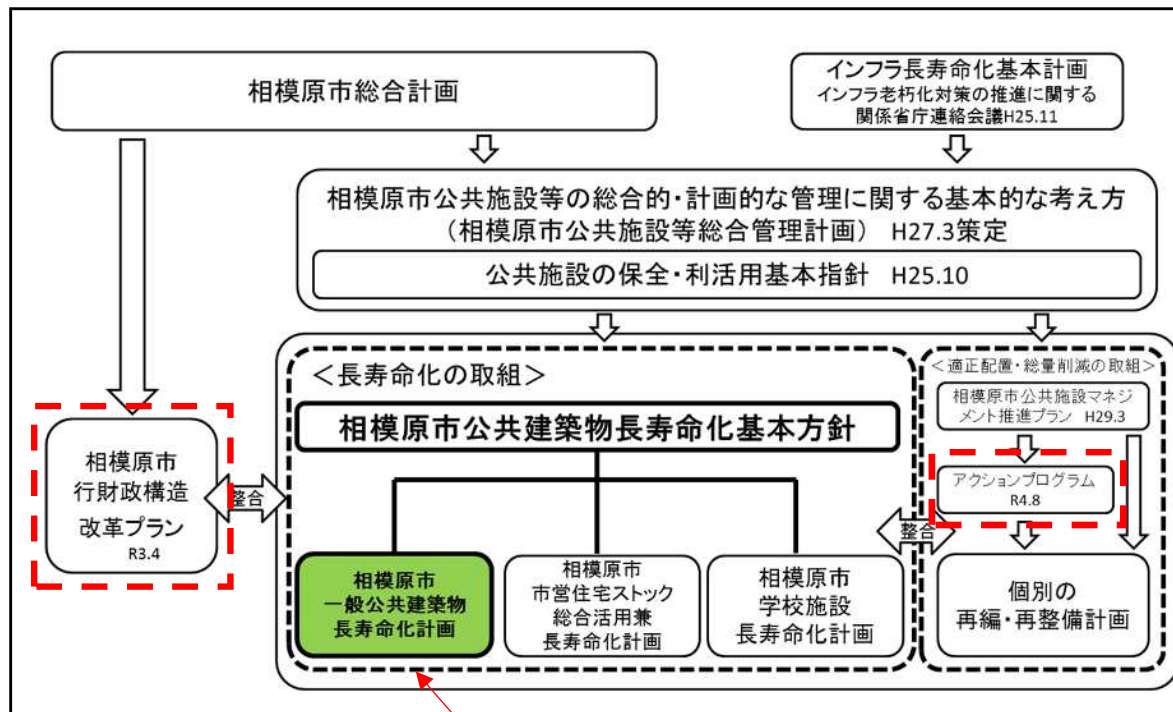 相模原市総合計画
インフラ長寿命化基本計画
インフラ老朽化対策の推進に関する
関係省庁連絡会議H25.11
相模原市公共施設等の総合的・計画的な管理に関する基本的な考え方
（相模原市公共施設等総合管理計画） H27.3策定
公共施設の保全・利活用基本指針 H25.10
＜長寿命化の取組＞
相模原市公共建築物長寿命化基本方針
＜適正配置・総量削減の取組＞
相模原市公共施設マネジ
メント推進プラン H29.3
アクションプログラム
R4.8
相模原市
行財政構造
改革プラン
R3.4
整合
整合
相模原市
一般公共建築物
長寿命化計画
相模原市
市営住宅ストック
総合活用兼
長寿命化計画
相模原市
学校施設
長寿命化計画
個別の
再編・再整備計画